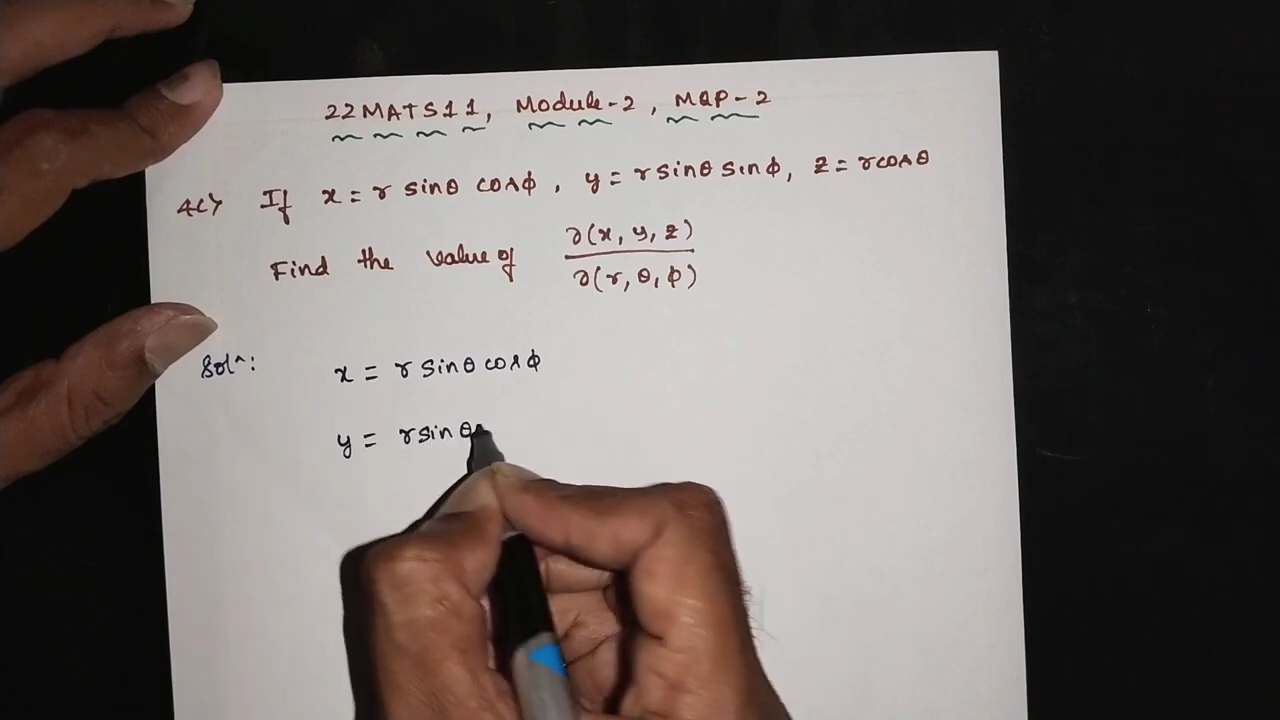 22MATS11, Module-2, MQP-2
4c> If x = r sinθ cosϕ, y = r sinθ sinϕ, z = r cosθ
Find the value of ∂(x, y, z) / ∂(r, θ, ϕ)
Solⁿ: x = r sinθ cosϕ
y = r sin θ